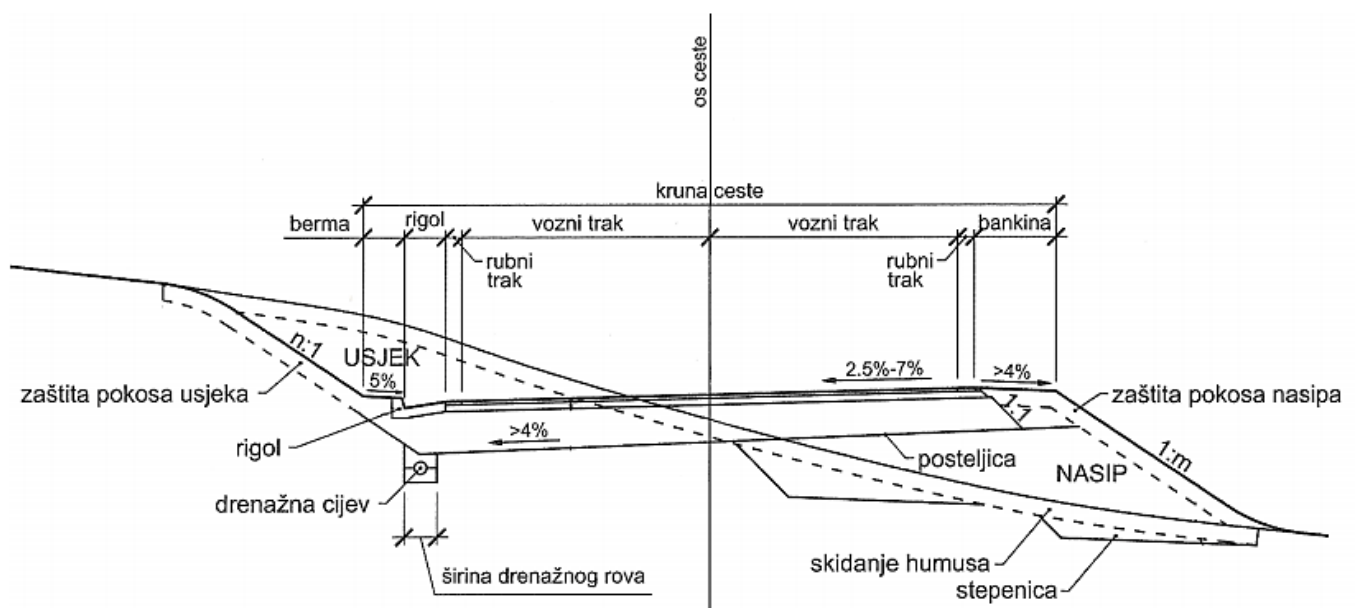 os ceste
kruna ceste
berma
rigol
vozni trak
vozni trak
bankina
rubni
trak
rubni
trak
n:1
USJEK
5%
2.5%-7%
>4%
zaštita pokosa usjeka
zaštita pokosa nasipa
1:1
1:m
rigol
>4%
posteljica
NASIP
drenažna cijev
skidanje humusa
širina drenažnog rova
stepenica